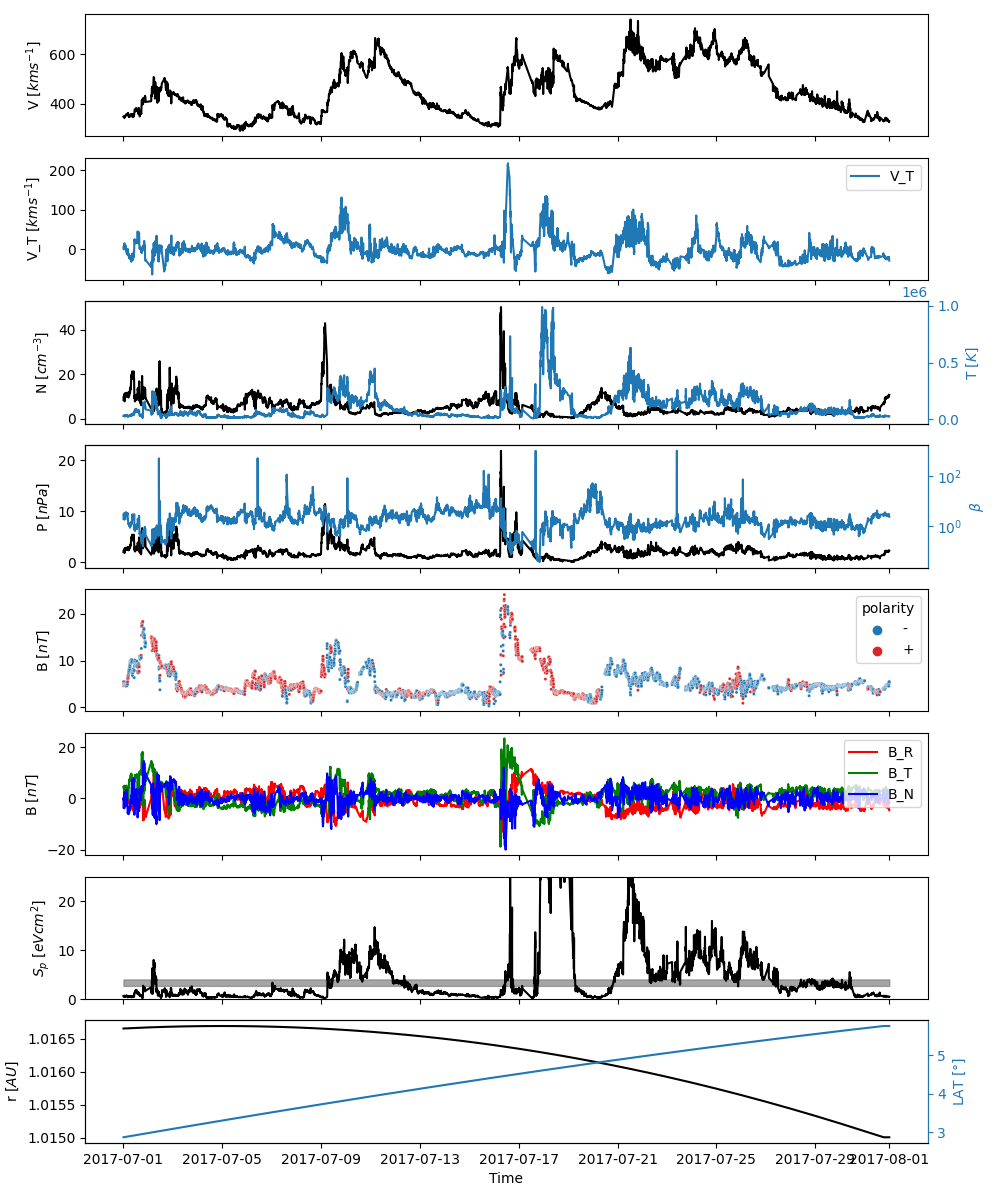 V [kms⁻¹]
600
400
V_T [kms⁻¹]
200
100
0
V_T
N [cm⁻³]
40
20
0
1e6
1.0
0.5
0.0
T [K]
P [nPa]
20
10
0
10²
10⁰
β
B [nT]
20
10
0
polarity
-
+
B [nT]
20
0
−20
B_R
B_T
B_N
Sₚ [eVcm²]
20
10
0
r [AU]
1.0165
1.0160
1.0155
1.0150
5
4
3
LAT [°]
2017-07-01 2017-07-05 2017-07-09 2017-07-13 2017-07-17 2017-07-21 2017-07-25 2017-07-29 2017-08-01
Time